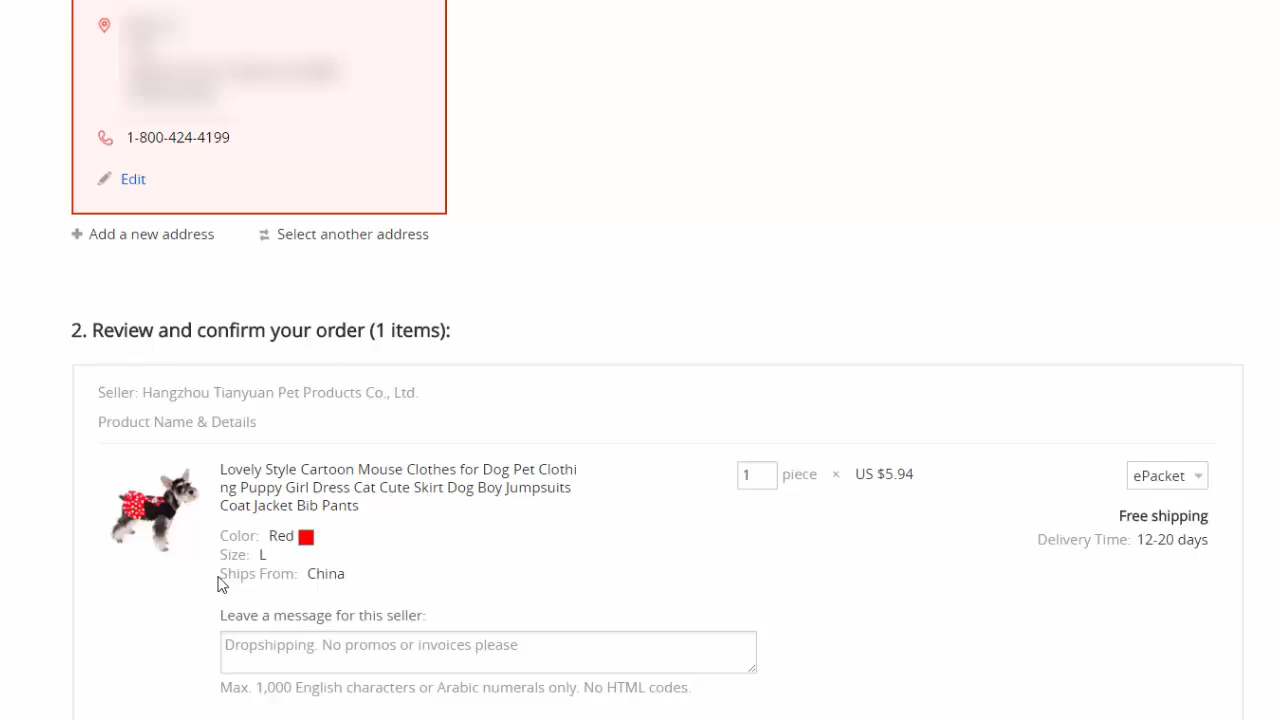 1-800-424-4199
Edit
Add a new address
Select another address
2. Review and confirm your order (1 items):
Seller: Hangzhou Tianyuan Pet Products Co., Ltd.
Product Name & Details
Lovely Style Cartoon Mouse Clothes for Dog Pet Clothi
ng Puppy Girl Dress Cat Cute Skirt Dog Boy Jumpsuits
Coat Jacket Bib Pants
1 piece × US $5.94
ePacket
Free shipping
Delivery Time: 12-20 days
Color: Red
Size: L
Ships From: China
Leave a message for this seller:
Dropshipping. No promos or invoices please
Max. 1,000 English characters or Arabic numerals only. No HTML codes.